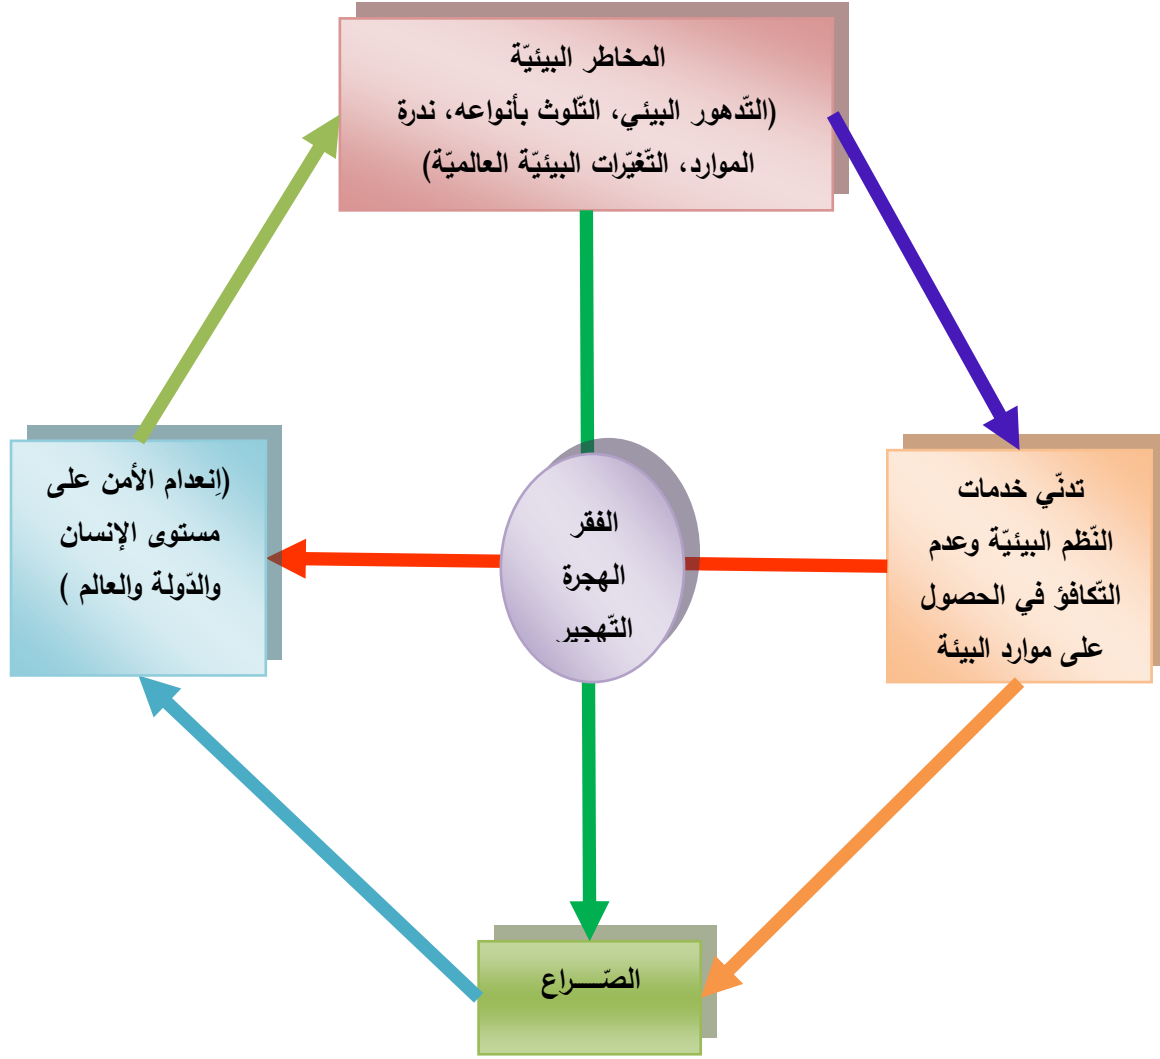 المخاطر البيئيّة
(التّدهور البيئي، التّلوث بأنواعه، ندرة
الموارد، التّغيّرات البيئيّة العالميّة)
تدنّي خدمات
النّظم البيئيّة وعدم
التّكافؤ في الحصول
على موارد البيئة
الفقر
الهجرة
التّهجير
(اِنعدام الأمن على
مستوى الإنسان
والدّولة والعالم )
الصّـــــراع